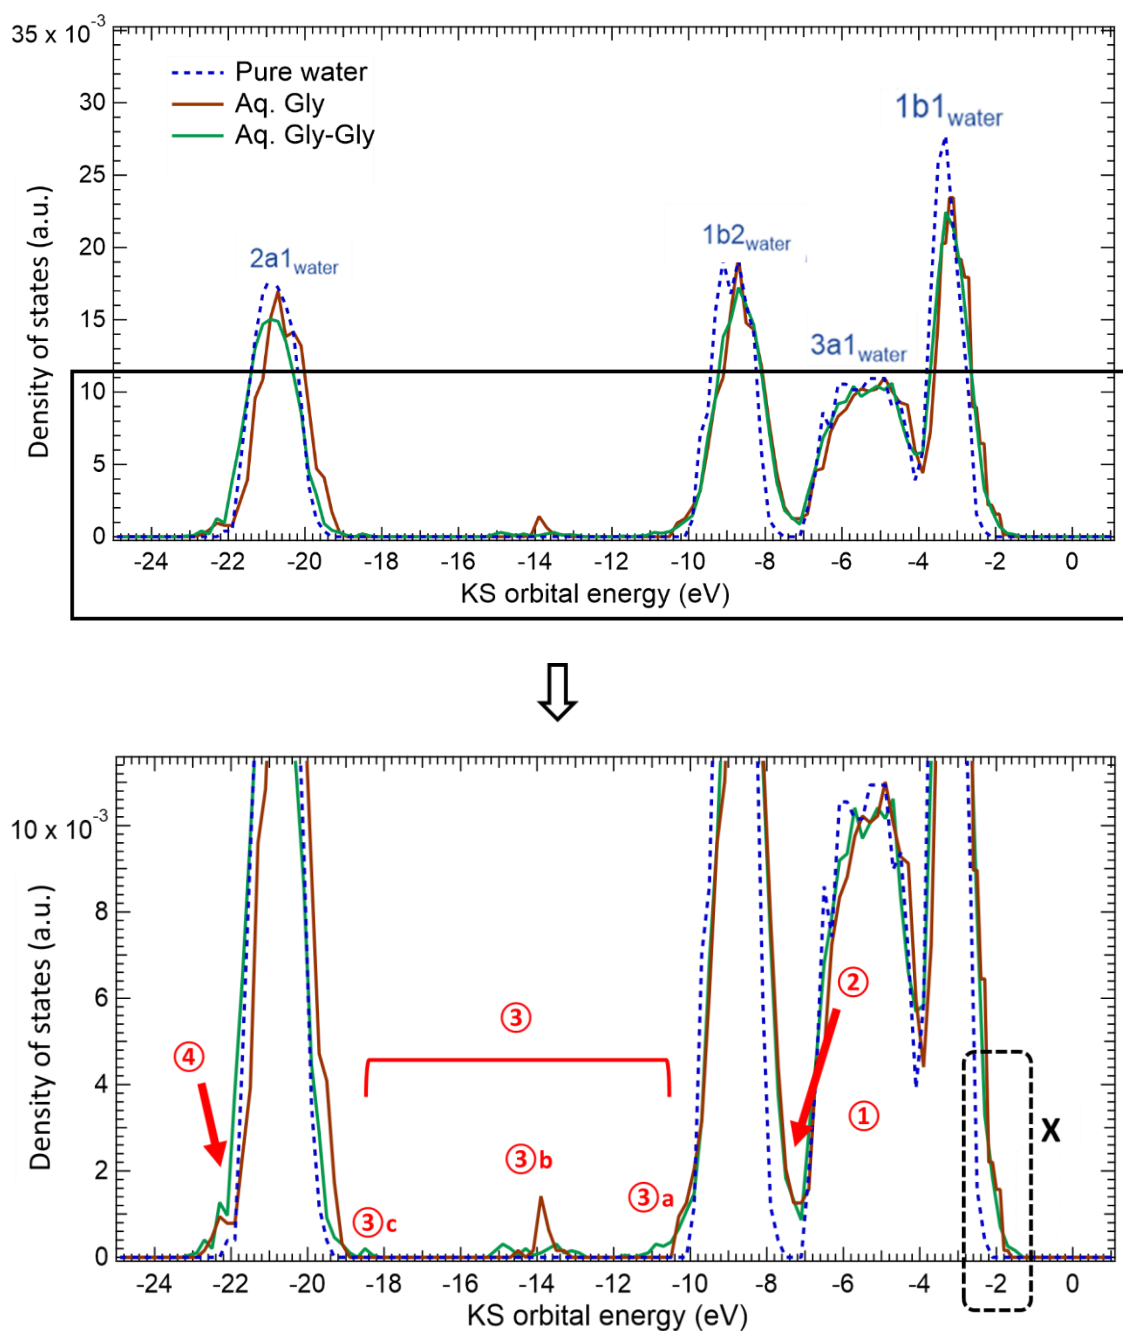 35 x 10-3
30
25
20
15
10
5
0
Density of states (a.u.)
Pure water
Aq. Gly
Aq. Gly-Gly
2a1water
1b2water
3a1water
1b1water
-24 -22 -20 -18 -16 -14 -12 -10 -8 -6 -4 -2 0
KS orbital energy (eV)
10 x 10-3
8
6
4
2
0
Density of states (a.u.)
④
③
③c
③b
③a
②
①
X
-24 -22 -20 -18 -16 -14 -12 -10 -8 -6 -4 -2 0
KS orbital energy (eV)